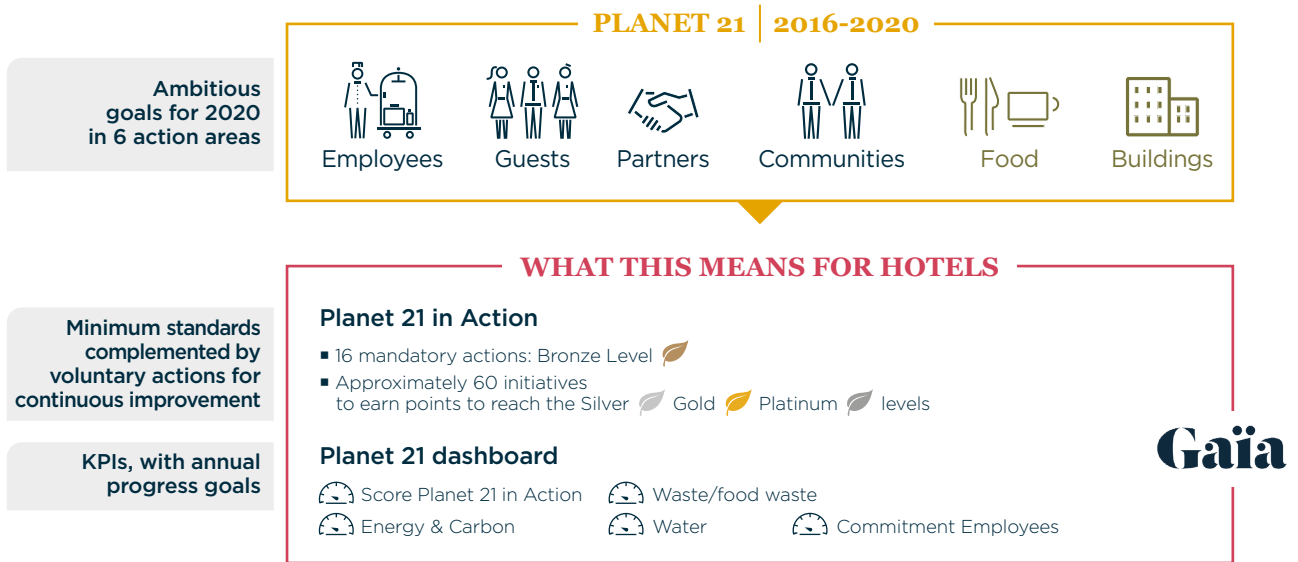 PLANET 21 | 2016-2020
Ambitious
goals for 2020
in 6 action areas
Employees
Guests
Partners
Communities
Food
Buildings
WHAT THIS MEANS FOR HOTELS
Minimum standards
complemented by
voluntary actions for
continuous improvement
Planet 21 in Action
▪ 16 mandatory actions: Bronze Level
▪ Approximately 60 initiatives
to earn points to reach the Silver Gold Platinum levels
KPIs, with annual
progress goals
Planet 21 dashboard
Score Planet 21 in Action Waste/food waste
Energy & Carbon Water Commitment Employees
Gaïa